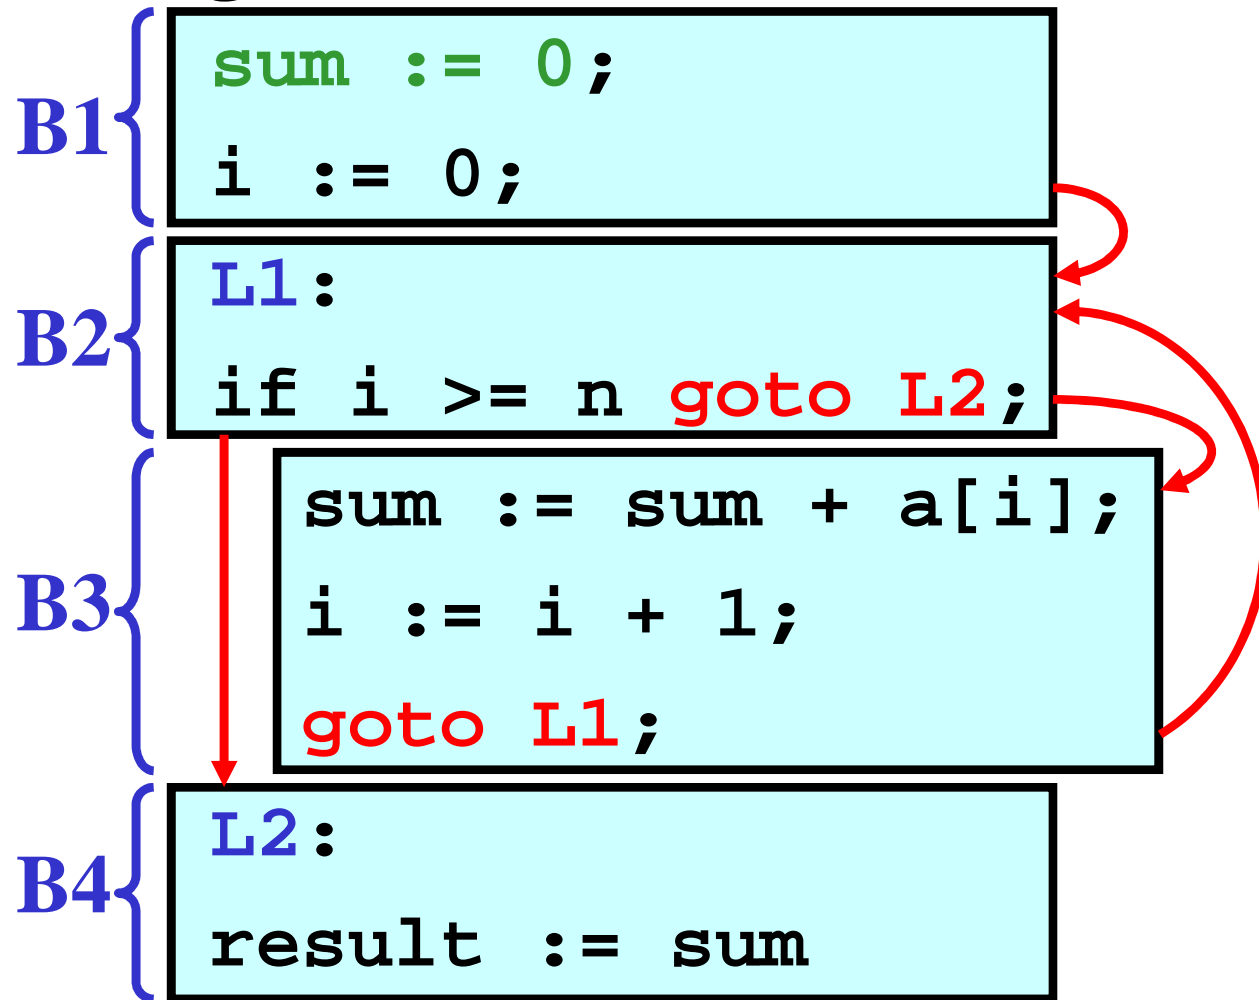 B1
sum := 0;
i := 0;
B2
L1:
if i >= n goto L2;
B3
sum := sum + a[i];
i := i + 1;
goto L1;
B4
L2:
result := sum